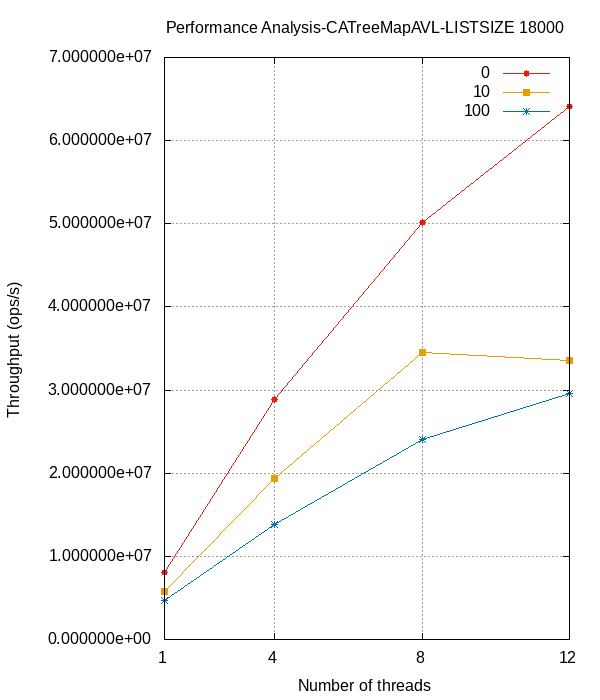 Performance Analysis-CATreeMapAVL-LISTSIZE 18000
7.000000e+07
6.000000e+07
5.000000e+07
4.000000e+07
3.000000e+07
2.000000e+07
1.000000e+07
0.000000e+00
0
10
100
Throughput (ops/s)
1 4 8 12
Number of threads